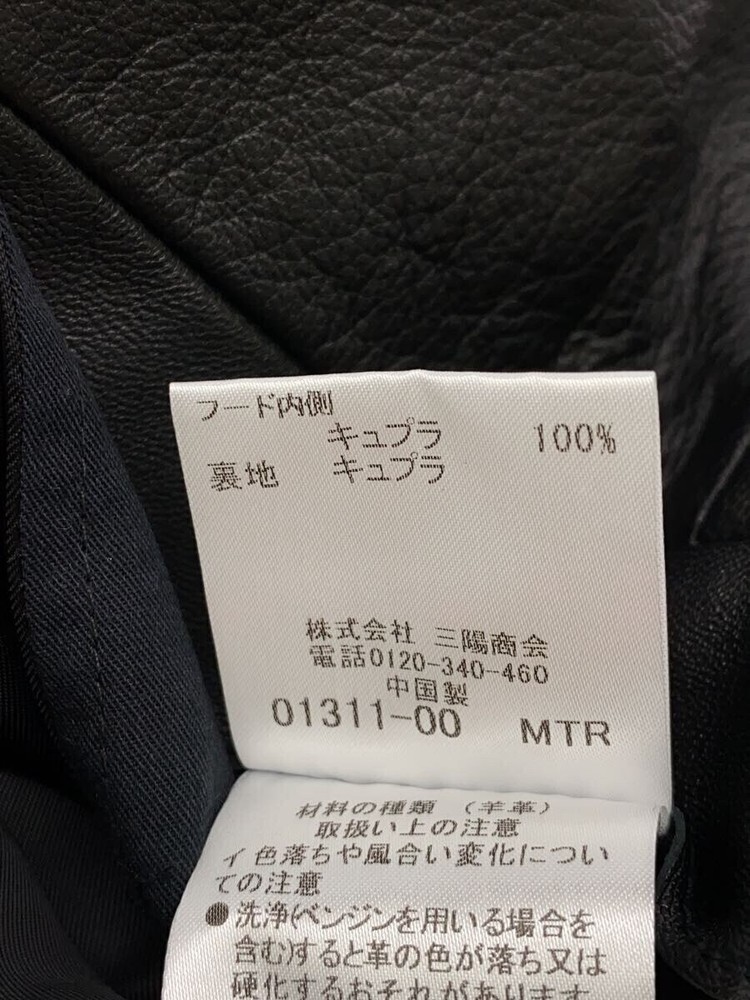 フード内側
キュプラ 100%
裏地 キュプラ
株式会社 三陽商会
電話0120-340-460
中国製
01311-00 MTR
材料の種類 (羊革)
取扱い上の注意
イ色落ちや風合い変化につい
ての注意
●洗浄(ベンジンを用いる場合を
含む)すると革の色が落ち又は
硬化するおそれがあります